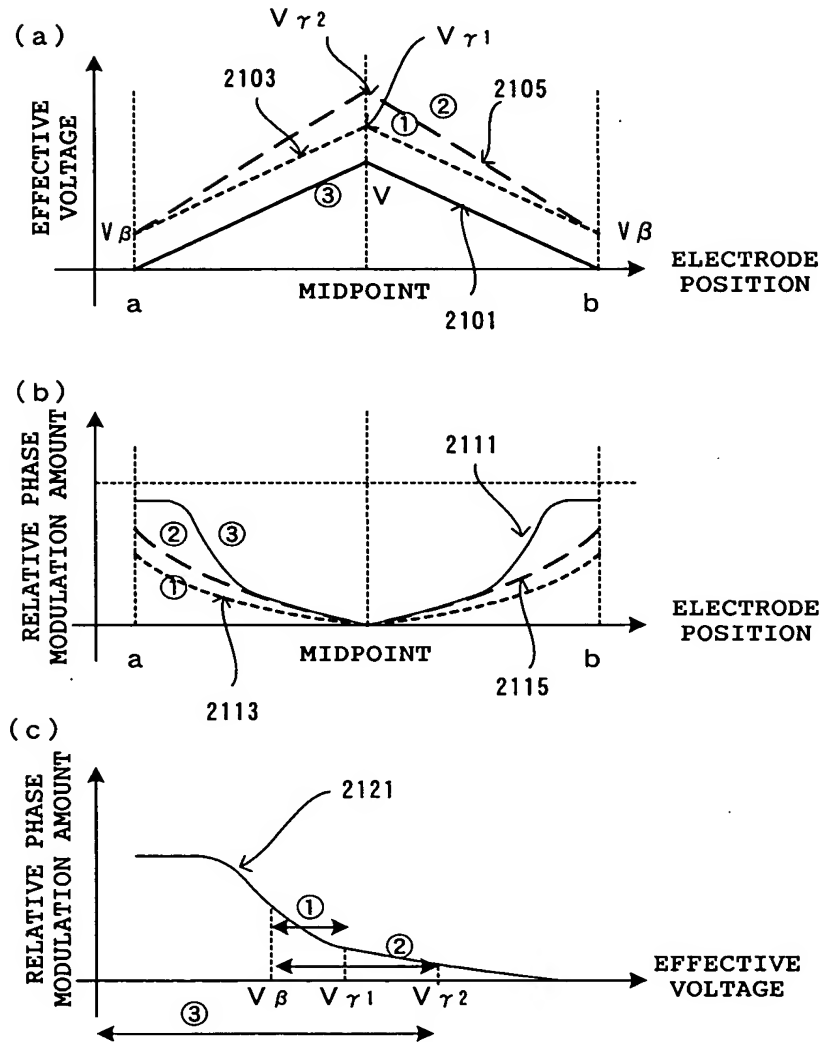 (a)
Vγ2
Vγ1
2103
2105
②
①
EFFECTIVE
VOLTAGE
③
V
Vβ
Vβ
ELECTRODE
POSITION
MIDPOINT
a
b
2101
(b)
RELATIVE PHASE
MODULATION AMOUNT
2111
②
③
①
ELECTRODE
POSITION
a
MIDPOINT
b
2113
2115
(c)
RELATIVE PHASE
MODULATION AMOUNT
2121
①
②
EFFECTIVE
VOLTAGE
Vβ
Vγ1
Vγ2
③